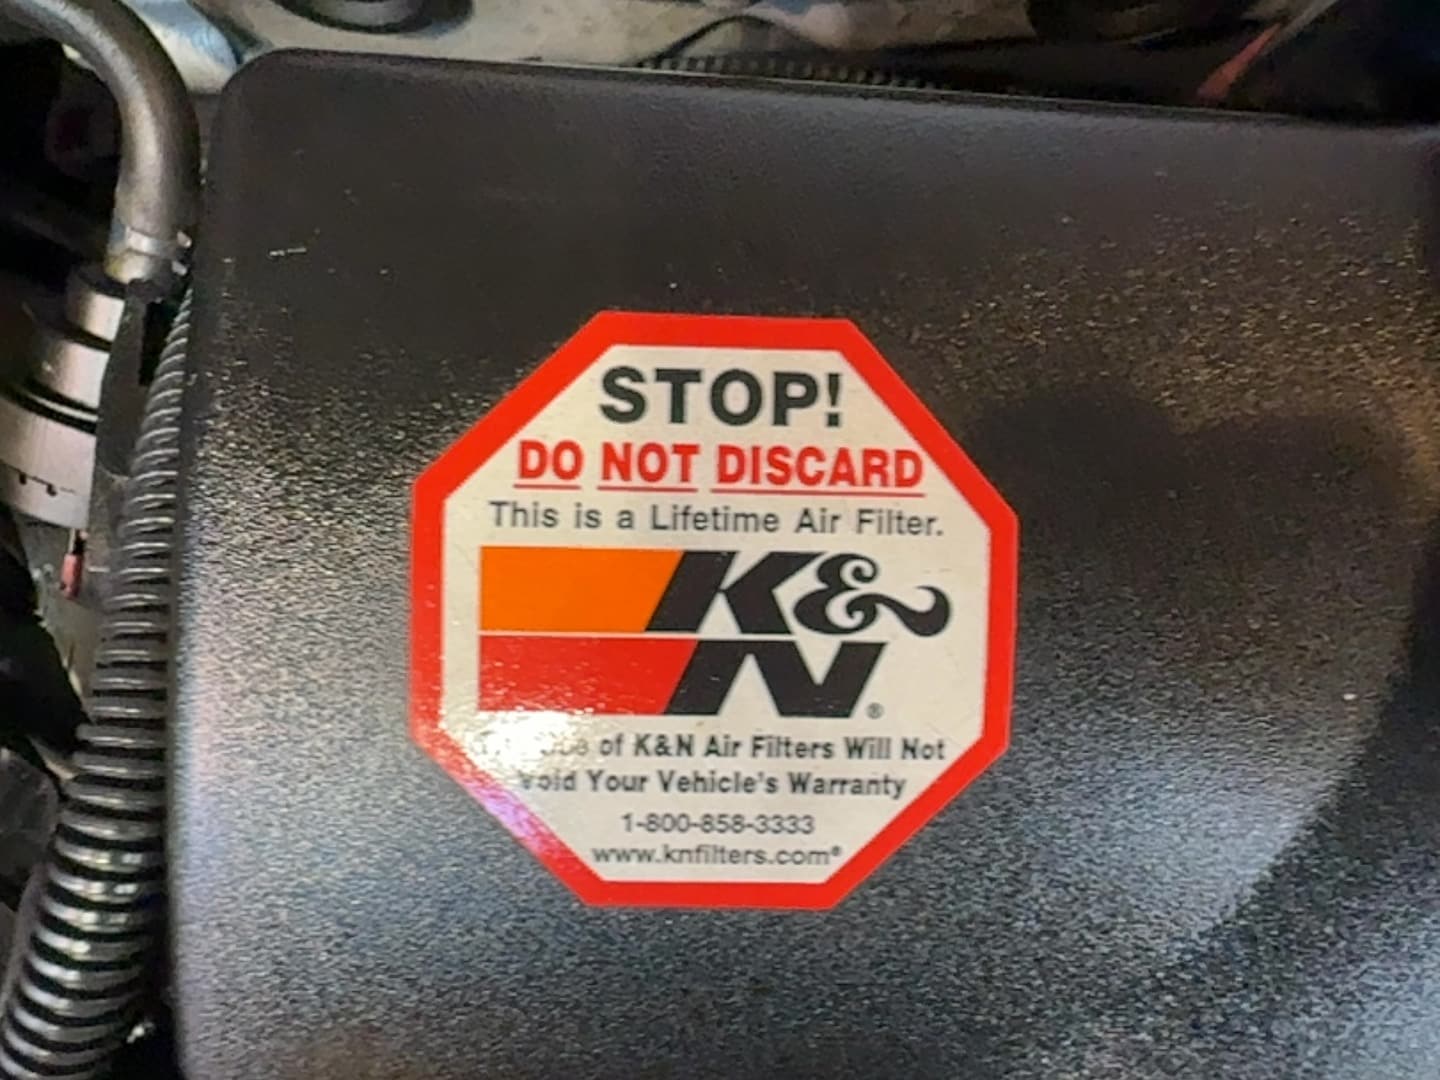 STOP!
DO NOT DISCARD
This is a Lifetime Air Filter.
K&
N®
of K&N Air Filters Will Not
Void Your Vehicle's Warranty
1-800-858-3333
www.knfilters.com®